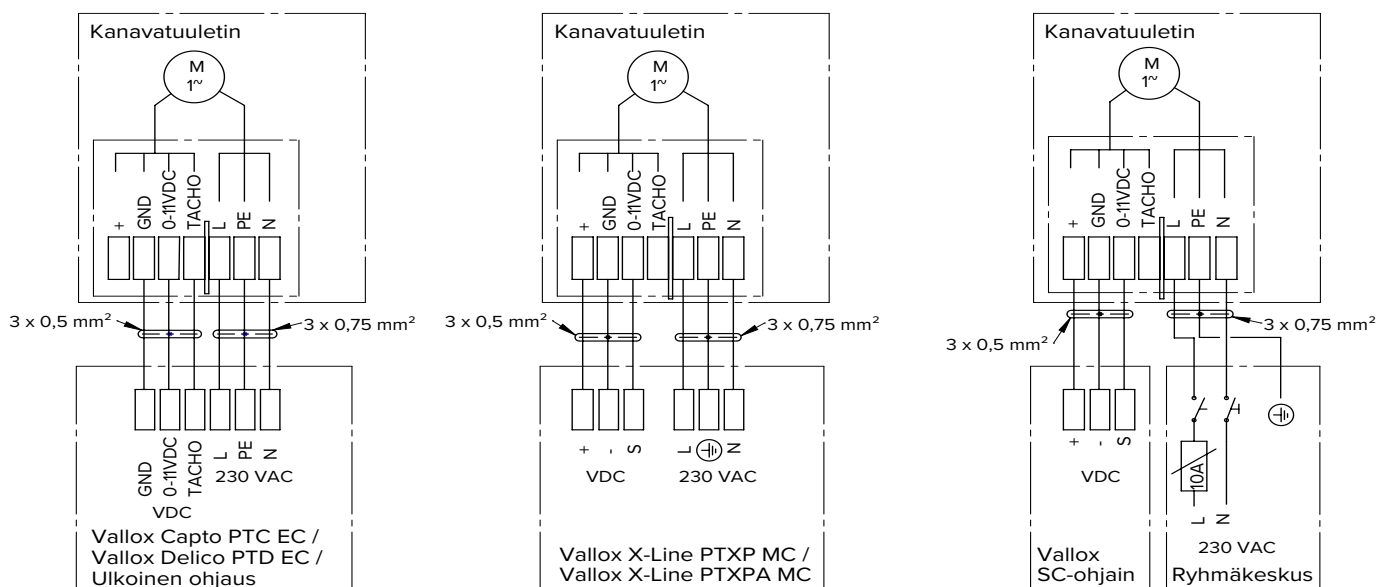 Kanavatuuletin
M
1~
+
GND
0-11VDC
TACHO
L
PE
N
3 x 0,5 mm²
3 x 0,75 mm²
GND
0-11VDC
TACHO
L
PE
N
VDC
230 VAC
Vallox Capto PTC EC /
Vallox Delico PTD EC /
Ulkoinen ohjaus
Kanavatuuletin
M
1~
+
GND
0-11VDC
TACHO
L
PE
N
3 x 0,5 mm²
3 x 0,75 mm²
+
-
S
L
N
VDC
230 VAC
Vallox X-Line PTXP MC /
Vallox X-Line PTXPA MC
Kanavatuuletin
M
1~
+
GND
0-11VDC
TACHO
L
PE
N
3 x 0,5 mm²
3 x 0,75 mm²
+
-
S
VDC
Vallox
SC-ohjain
10A
L
N
230 VAC
Ryhmäkeskus